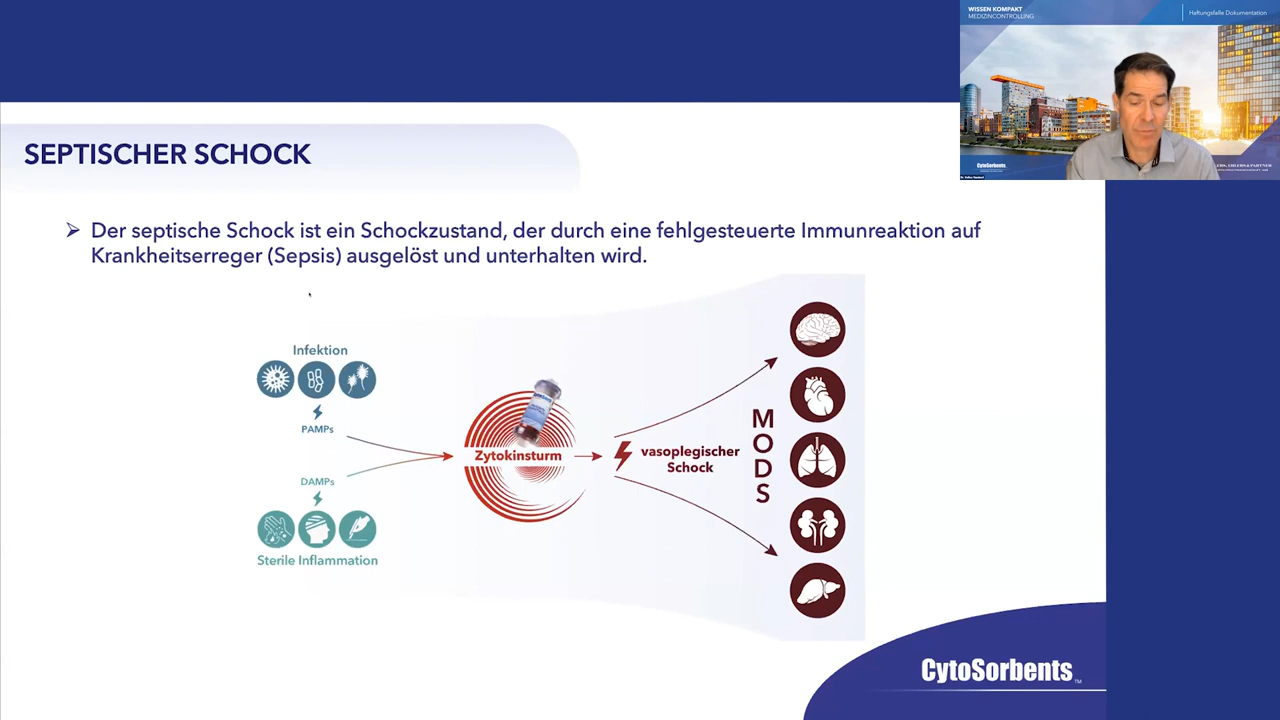 WISSEN KOMPAKT
MEDIZINCONTROLLING
Haftungsfalle Dokumentation
CytoSorbents
SEPTISCHER SCHOCK
Der septische Schock ist ein Schockzustand, der durch eine fehlgesteuerte Immunreaktion auf
Krankheitserreger (Sepsis) ausgelöst und unterhalten wird.
Infektion
PAMPs
DAMPs
Sterile Inflammation
Zytokinsturm
vasoplegischer
Schock
M
O
D
S
CytoSorbents™